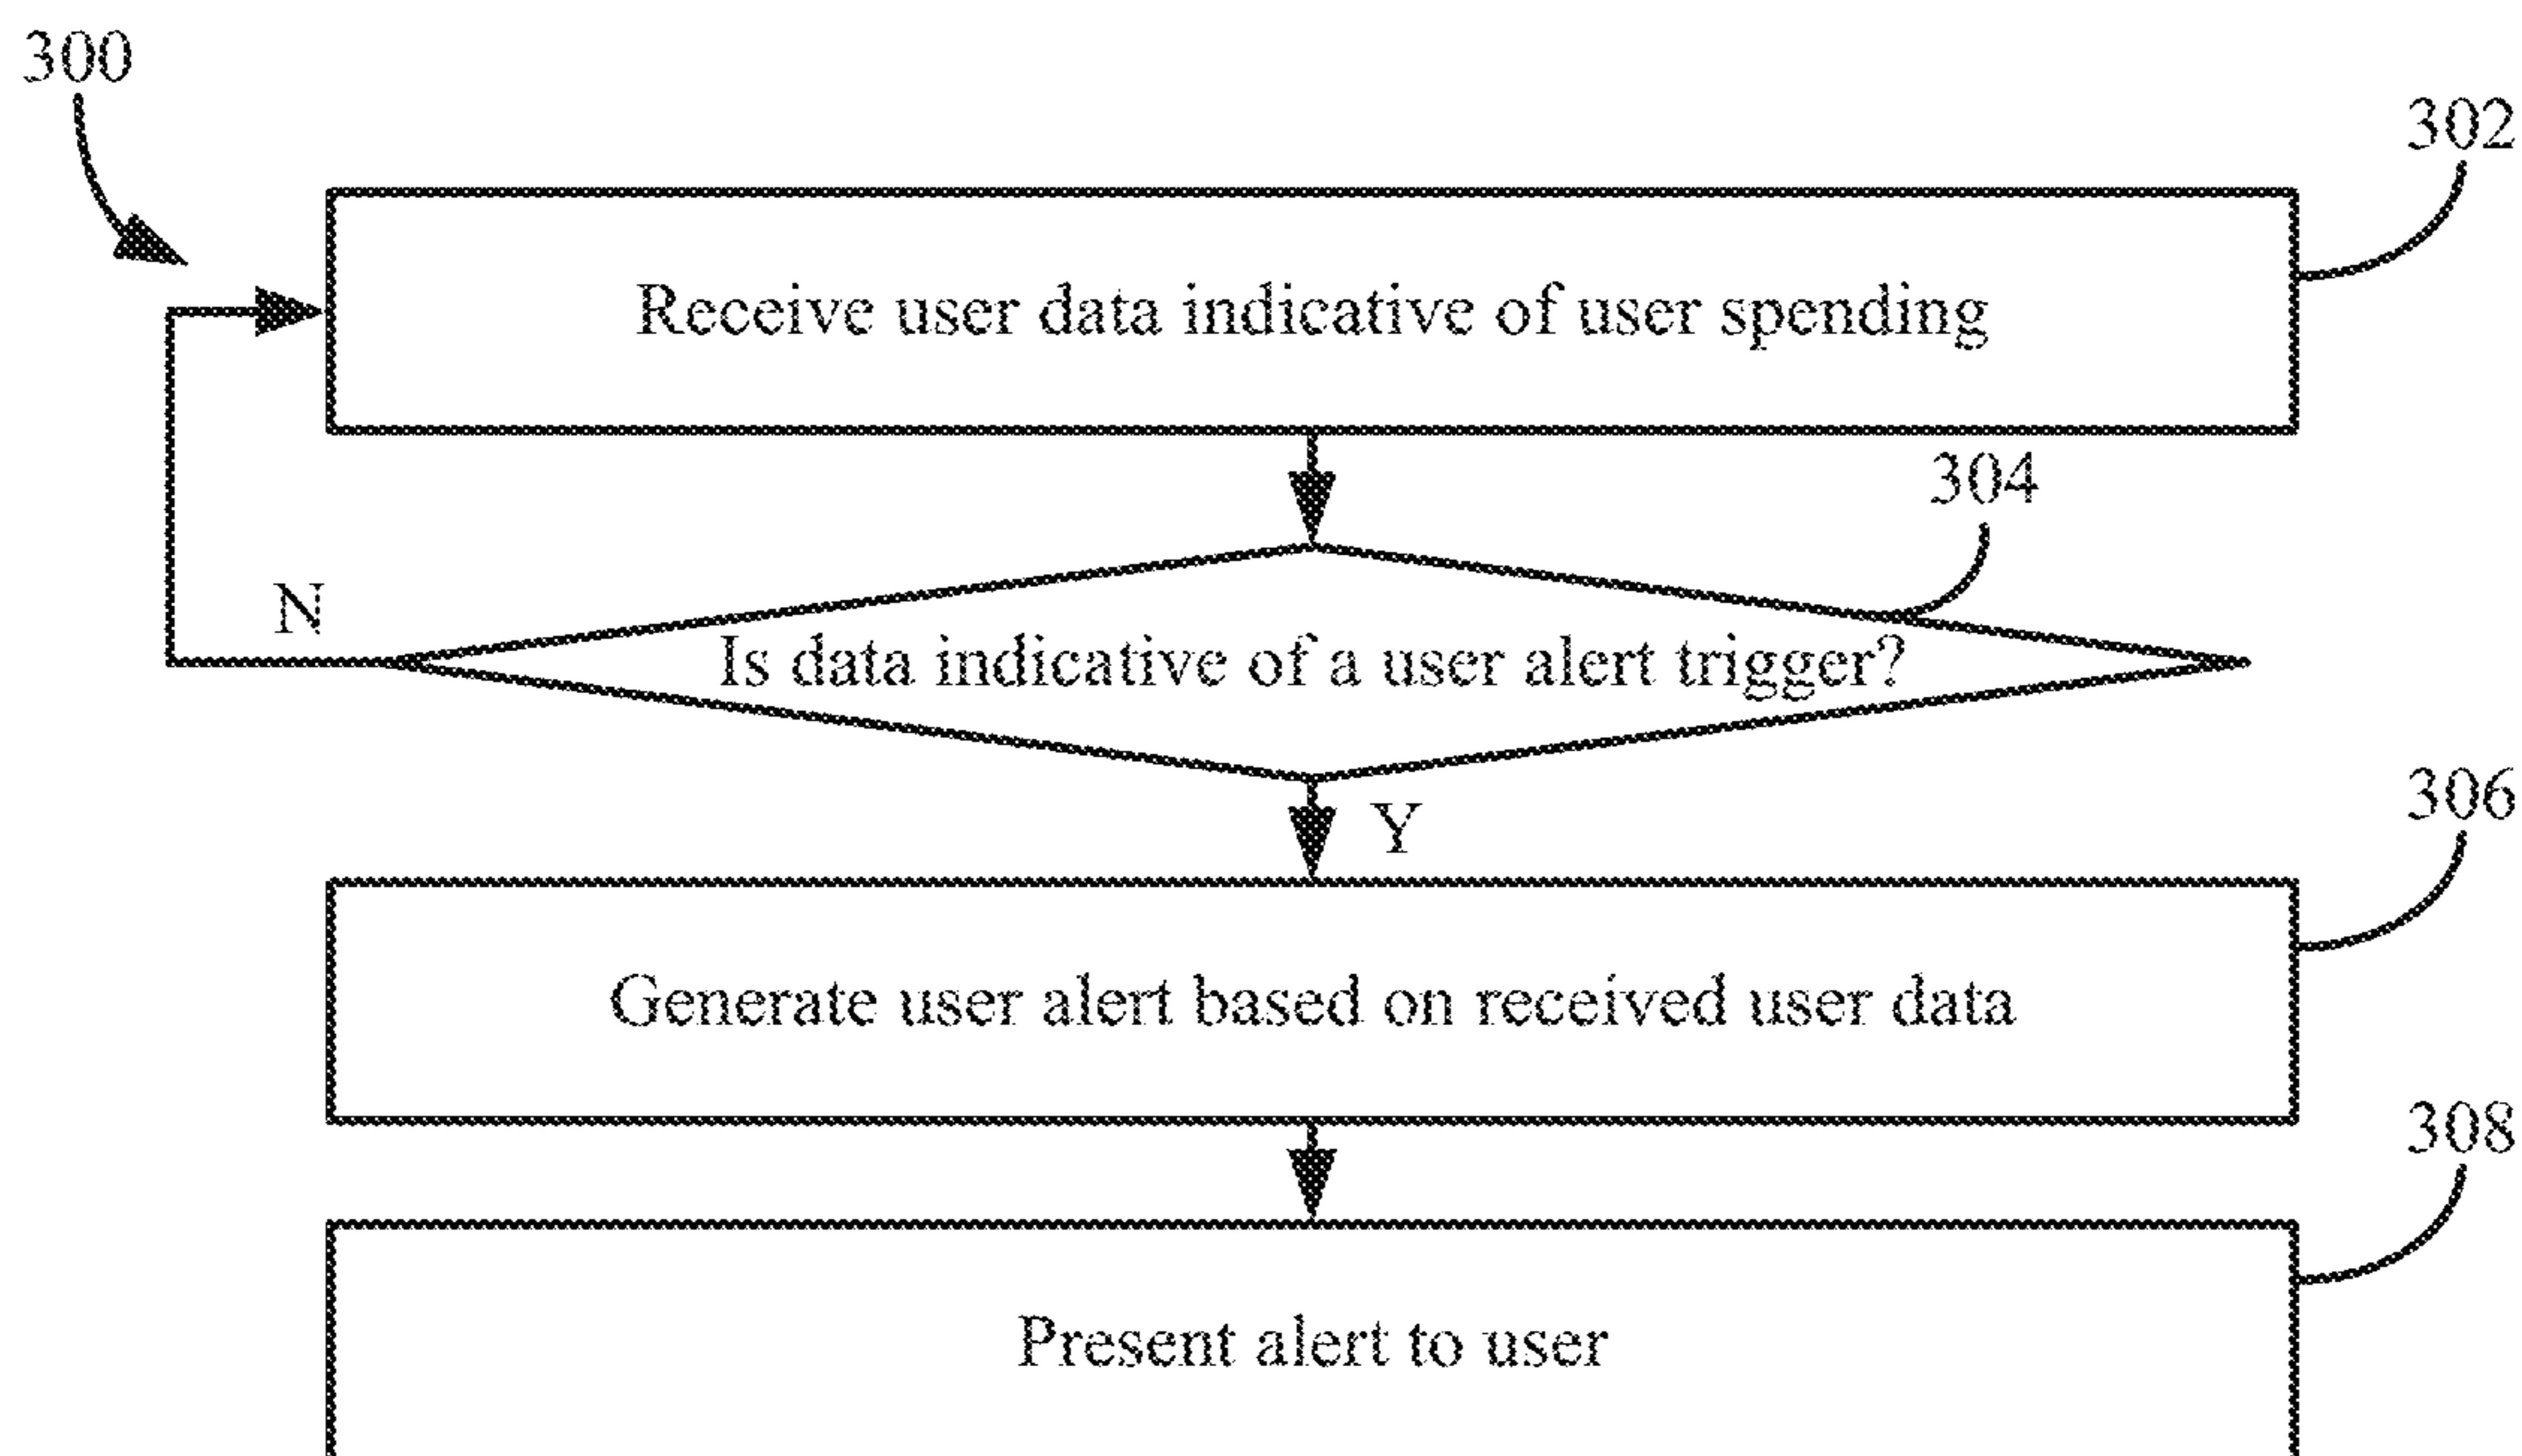 300
302
Receive user data indicative of user spending
304
N
Is data indicative of a user alert trigger?
Y
306
Generate user alert based on received user data
308
Present alert to user